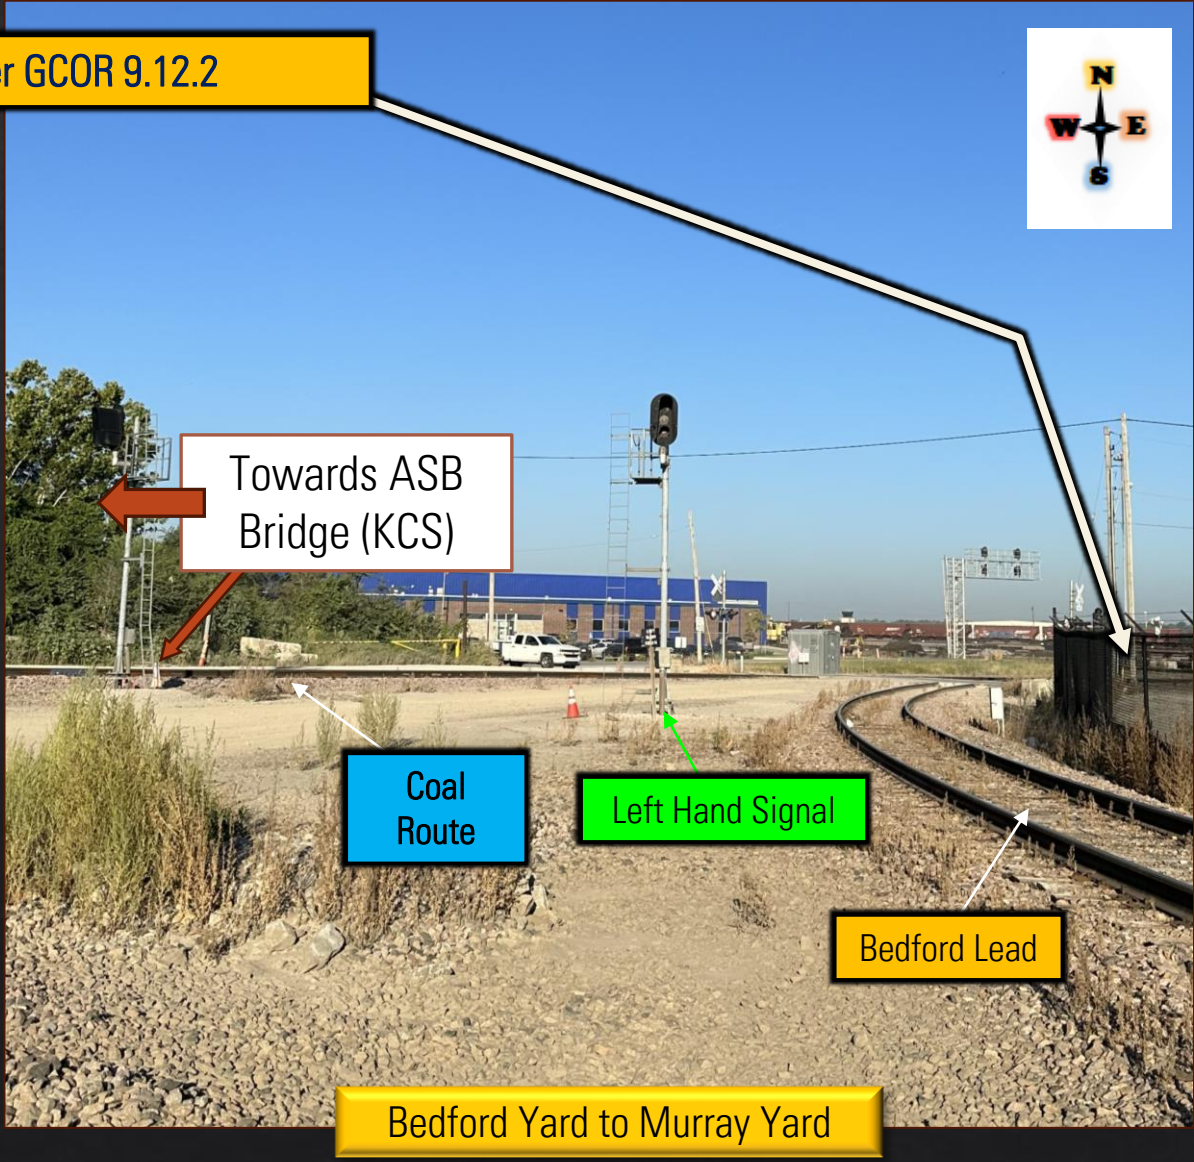 er GCOR 9.12.2
N
W E
S
Towards ASB
Bridge (KCS)
Coal
Route
Left Hand Signal
Bedford Lead
Bedford Yard to Murray Yard